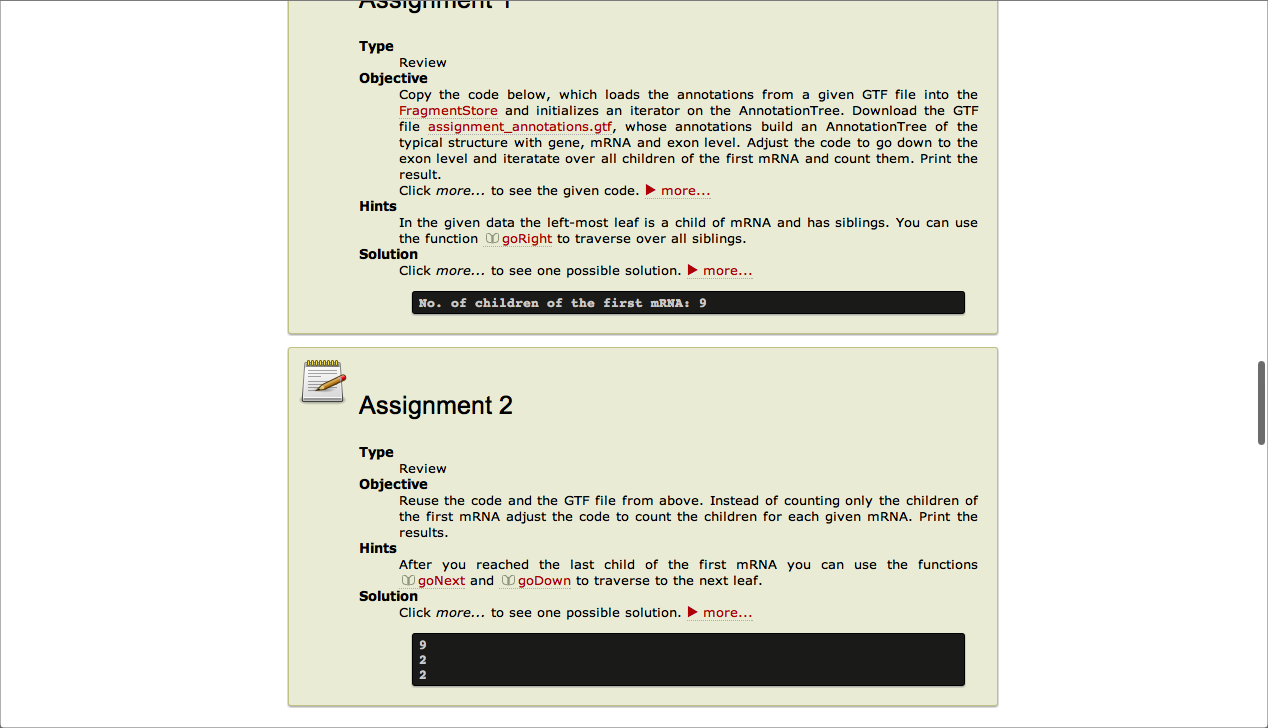 Assignment 1
Type
Review
Objective
Copy the code below, which loads the annotations from a given GTF file into the
FragmentStore and initializes an iterator on the AnnotationTree. Download the GTF
file assignment_annotations.gtf, whose annotations build an AnnotationTree of the
typical structure with gene, mRNA and exon level. Adjust the code to go down to the
exon level and iteratate over all children of the first mRNA and count them. Print the
result.
Click more... to see the given code. ▶ more...
Hints
In the given data the left-most leaf is a child of mRNA and has siblings. You can use
the function goRight to traverse over all siblings.
Solution
Click more... to see one possible solution. ▶ more...
No. of children of the first mRNA: 9
Assignment 2
Type
Review
Objective
Reuse the code and the GTF file from above. Instead of counting only the children of
the first mRNA adjust the code to count the children for each given mRNA. Print the
results.
Hints
After you reached the last child of the first mRNA you can use the functions
goNext and goDown to traverse to the next leaf.
Solution
Click more... to see one possible solution. ▶ more...
9
2
2